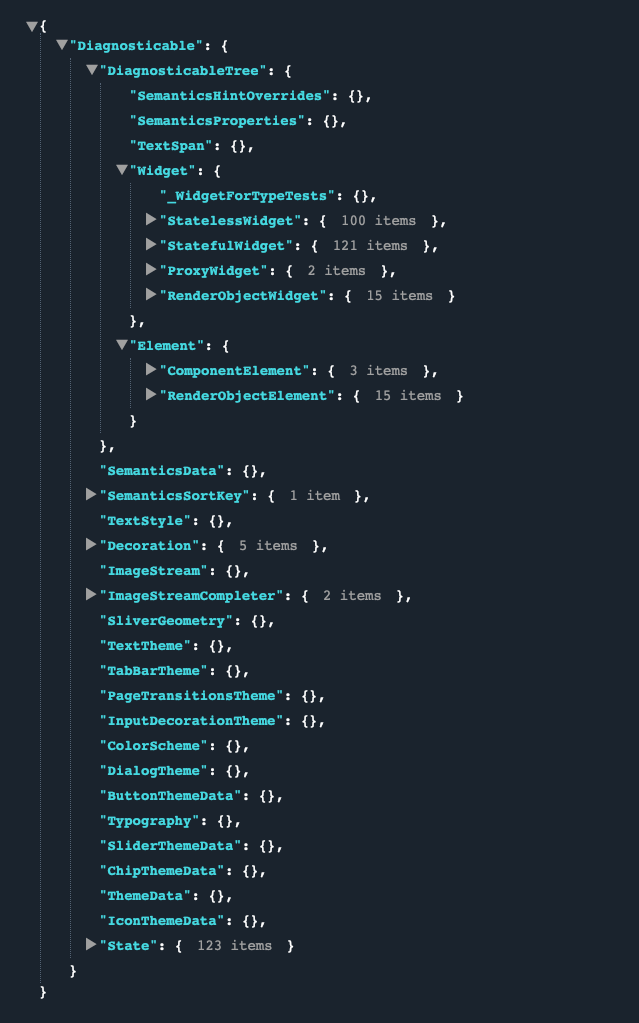 {
"Diagnosticable": {
"DiagnosticableTree": {
"SemanticsHintOverrides": {},
"SemanticsProperties": {},
"TextSpan": {},
"Widget": {
"_WidgetForTypeTests": {},
"StatelessWidget": { 100 items },
"StatefulWidget": { 121 items },
"ProxyWidget": { 2 items },
"RenderObjectWidget": { 15 items }
},
"Element": {
"ComponentElement": { 3 items },
"RenderObjectElement": { 15 items }
}
},
"SemanticsData": {},
"SemanticsSortKey": { 1 item },
"TextStyle": {},
"Decoration": { 5 items },
"ImageStream": {},
"ImageStreamCompleter": { 2 items },
"SliverGeometry": {},
"TextTheme": {},
"TabBarTheme": {},
"PageTransitionsTheme": {},
"InputDecorationTheme": {},
"ColorScheme": {},
"DialogTheme": {},
"ButtonThemeData": {},
"Typography": {},
"SliderThemeData": {},
"ChipThemeData": {},
"ThemeData": {},
"IconThemeData": {},
"State": { 123 items }
}
}